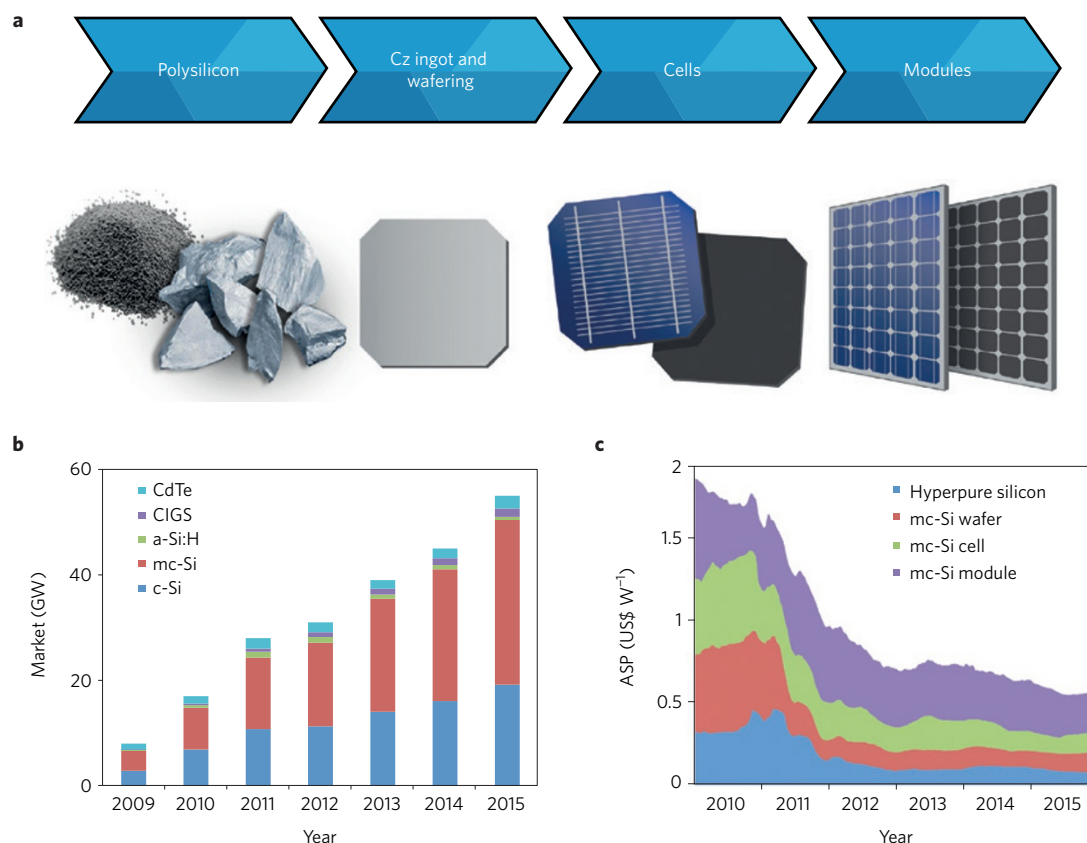 a
Polysilicon
Cz ingot and
wafering
Cells
Modules
b
60
40
20
0
Market (GW)
CdTe
CIGS
a-Si:H
mc-Si
c-Si
2009 2010 2011 2012 2013 2014 2015
Year
c
2
1.5
1
0.5
0
ASP (US$ W⁻¹)
Hyperpure silicon
mc-Si wafer
mc-Si cell
mc-Si module
2010 2011 2012 2013 2014 2015
Year